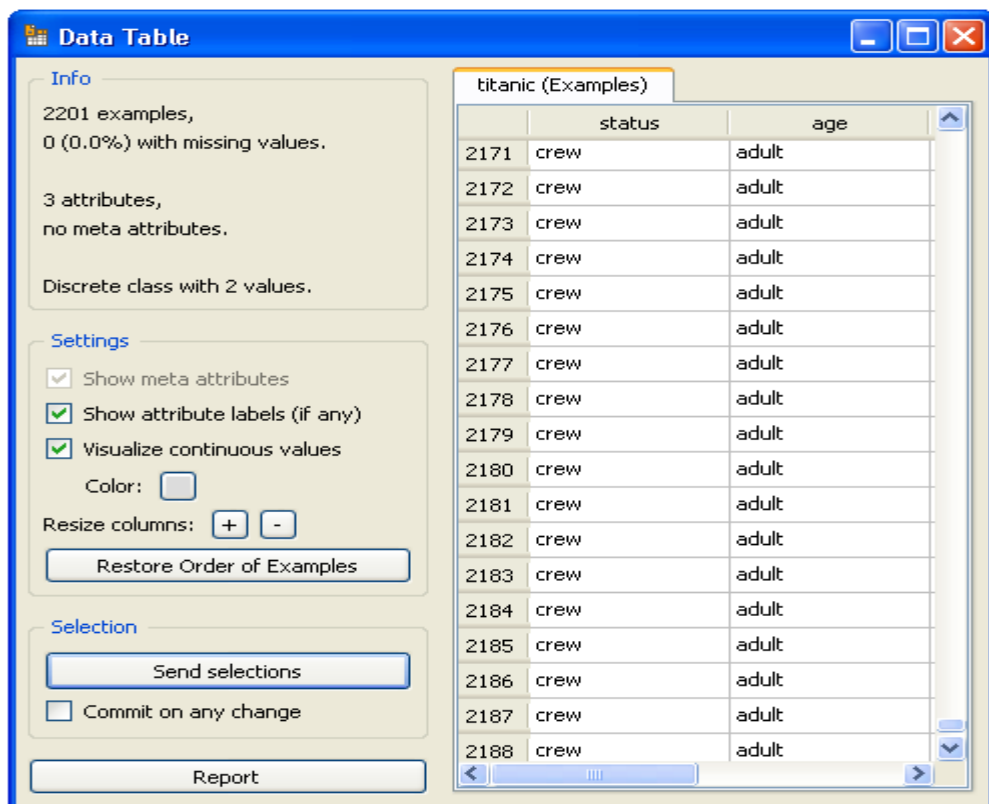 Data Table
Info
2201 examples,
0 (0.0%) with missing values.
3 attributes,
no meta attributes.
Discrete class with 2 values.
Settings
Show meta attributes
Show attribute labels (if any)
Visualize continuous values
Color:
Resize columns: + -
Restore Order of Examples
Selection
Send selections
Commit on any change
Report
titanic (Examples)
status age
2171 crew adult
2172 crew adult
2173 crew adult
2174 crew adult
2175 crew adult
2176 crew adult
2177 crew adult
2178 crew adult
2179 crew adult
2180 crew adult
2181 crew adult
2182 crew adult
2183 crew adult
2184 crew adult
2185 crew adult
2186 crew adult
2187 crew adult
2188 crew adult